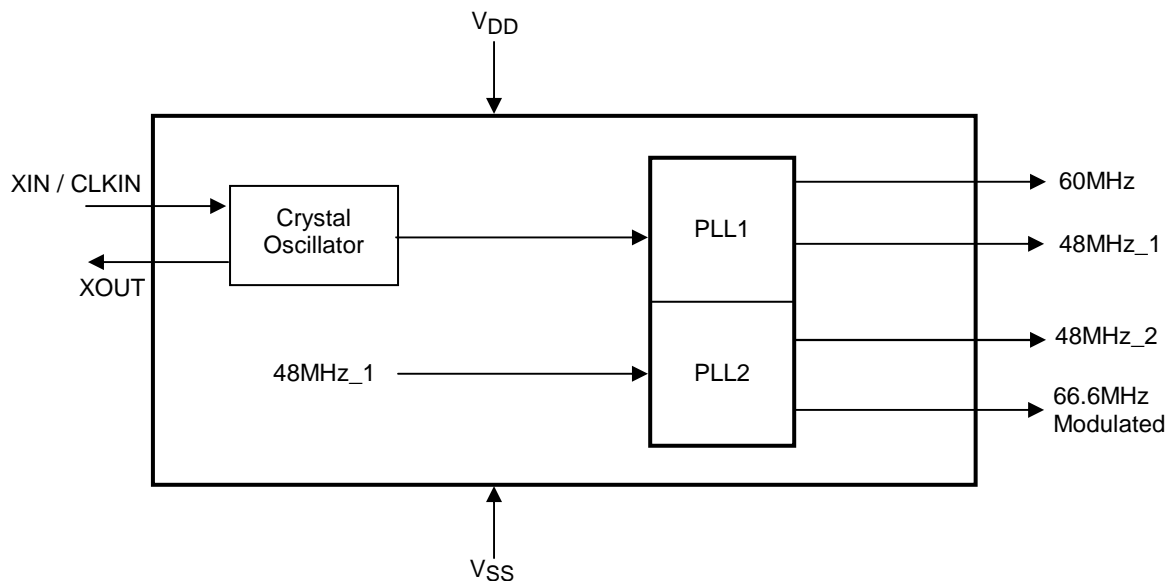 VDD
XIN / CLKIN
XOUT
Crystal
Oscillator
PLL1
60MHz
48MHz_1
48MHz_1
PLL2
48MHz_2
66.6MHz
Modulated
VSS